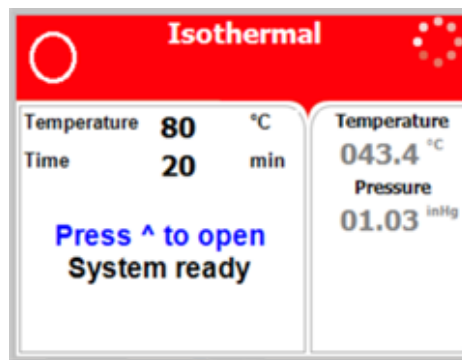 Isothermal
Temperature 80 °C
Time 20 min
Press ^ to open
System ready
Temperature
043.4 °C
Pressure
01.03 inHg